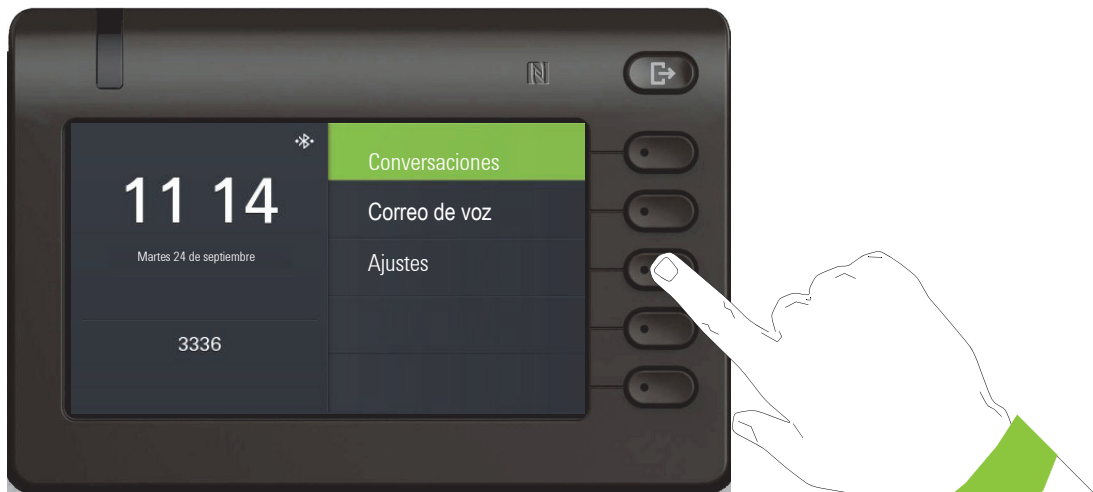 Conversaciones
11 14
Correo de voz
Martes 24 de septiembre
Ajustes
3336